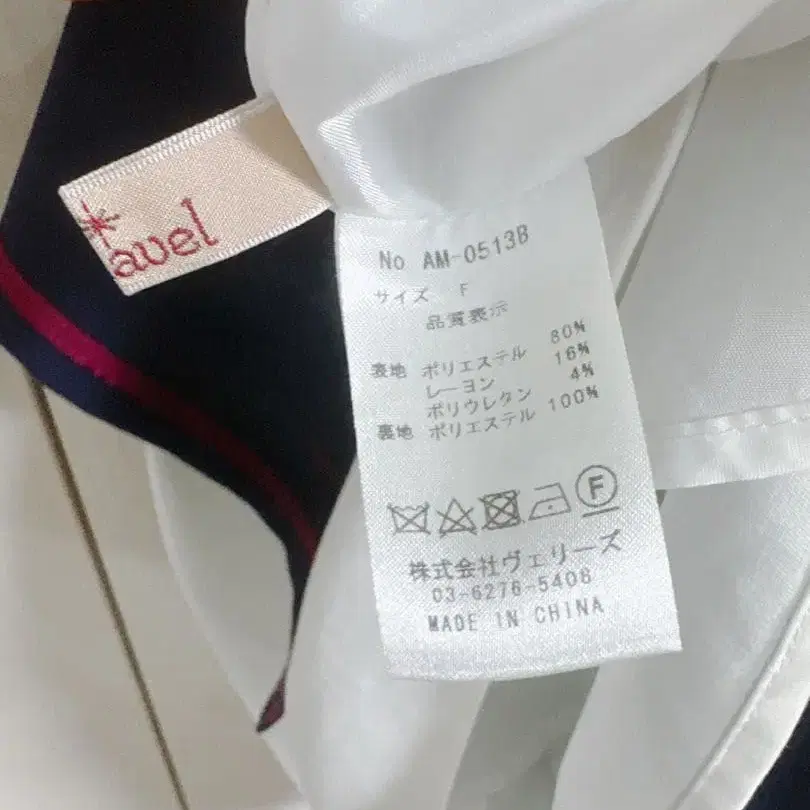 avel
No AM-0513B
サイズ F
品質表示
表地 ポリエステル 80%
レーヨン 16%
ポリウレタン 4%
裏地 ポリエステル 100%
F
株式会社ヴェリーズ
03-6276-5406
MADE IN CHINA